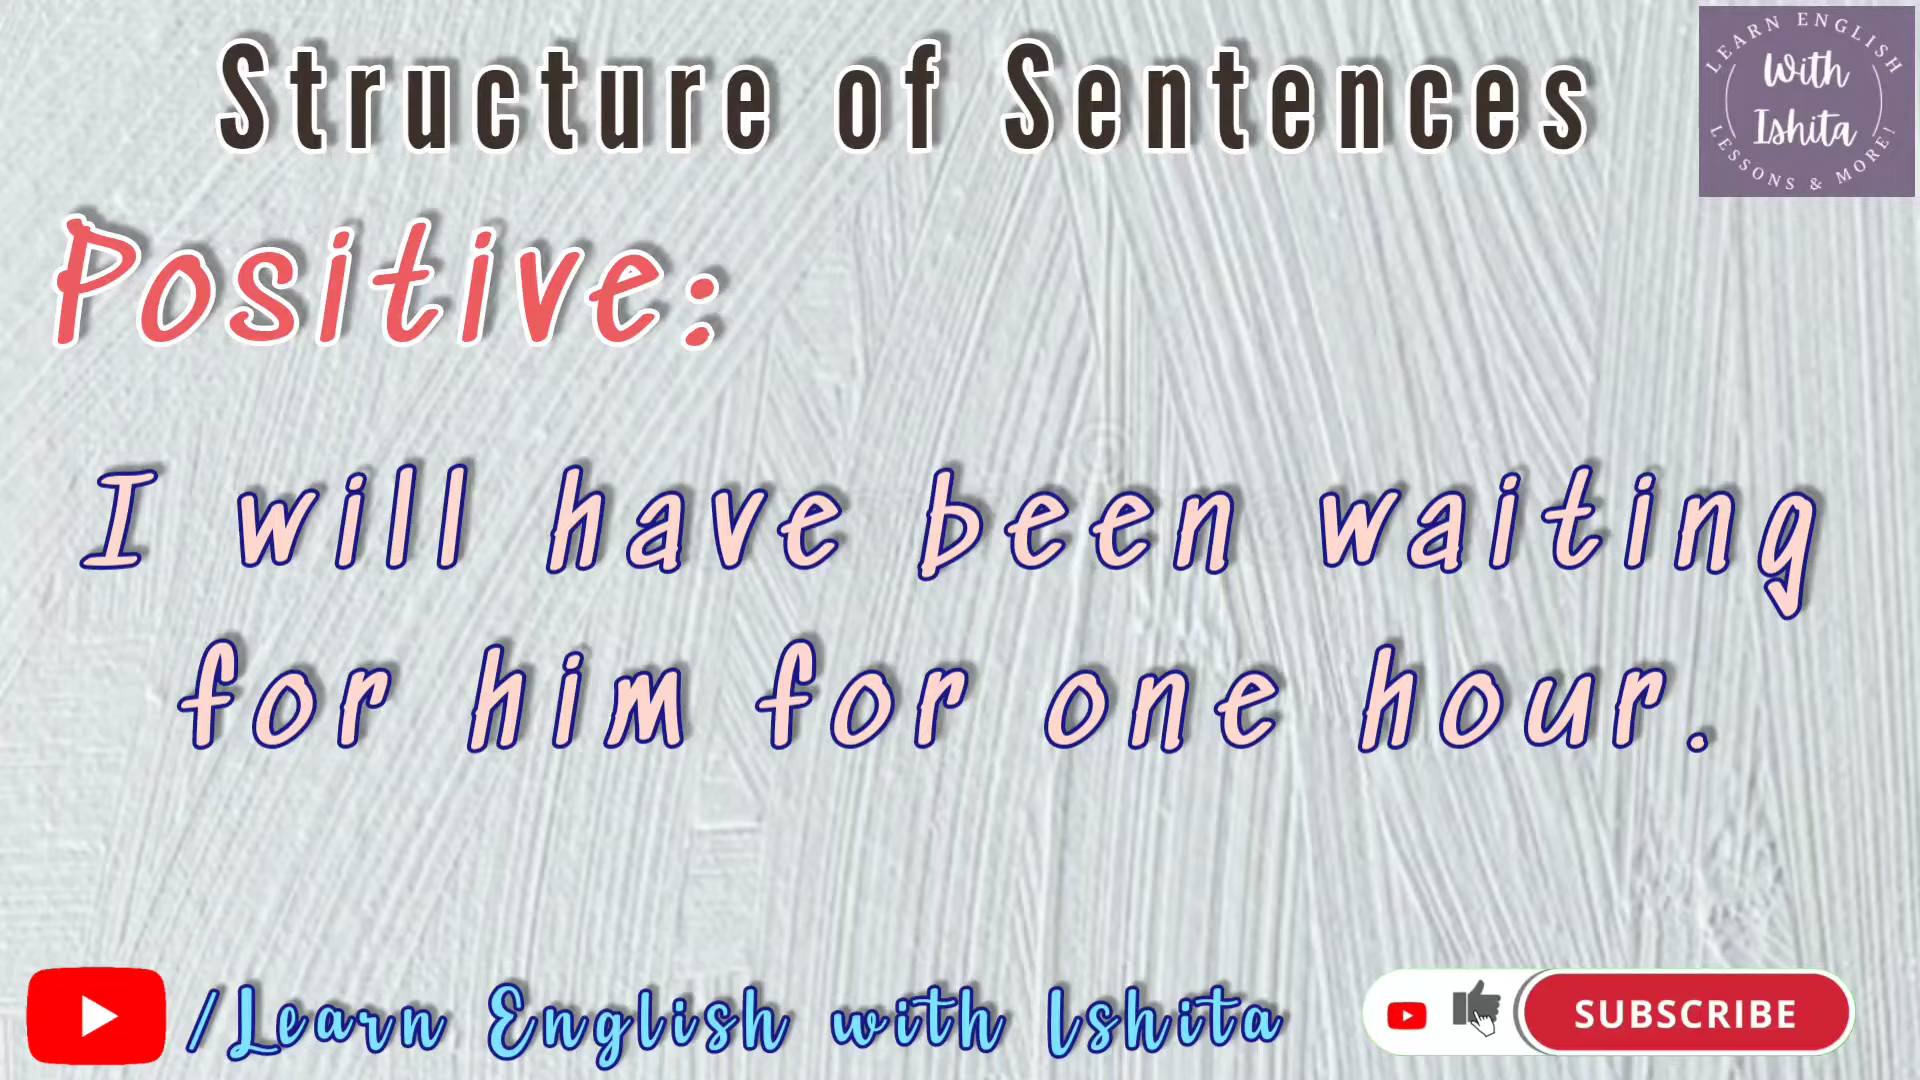 Structure of Sentences
LEARN ENGLISH
With
Ishita
LESSONS & MORE!
Positive:
I will have been waiting
for him for one hour.
/Learn English with Ishita
SUBSCRIBE